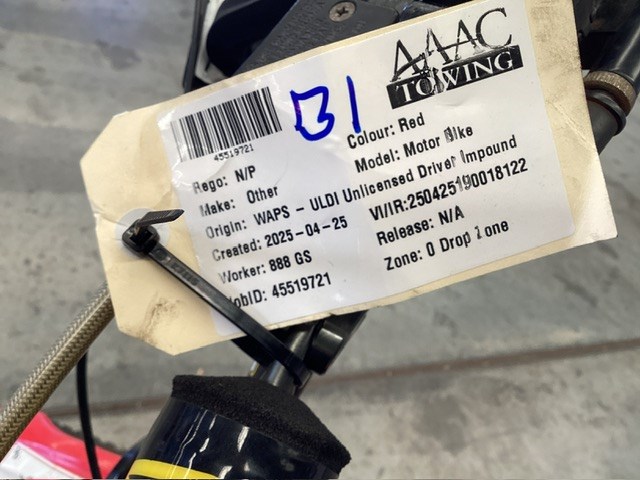 AAAC
TOWING
B1
45519721
Rego: N/P
Colour: Red
Make: Other
Model: Motor Bike
Origin: WAPS - ULDI Unlicensed Driver Impound
Created: 2025-04-25
VI/IR:250425190018122
Worker: 888 GS
Release: N/A
JobID: 45519721
Zone: 0 Drop Zone